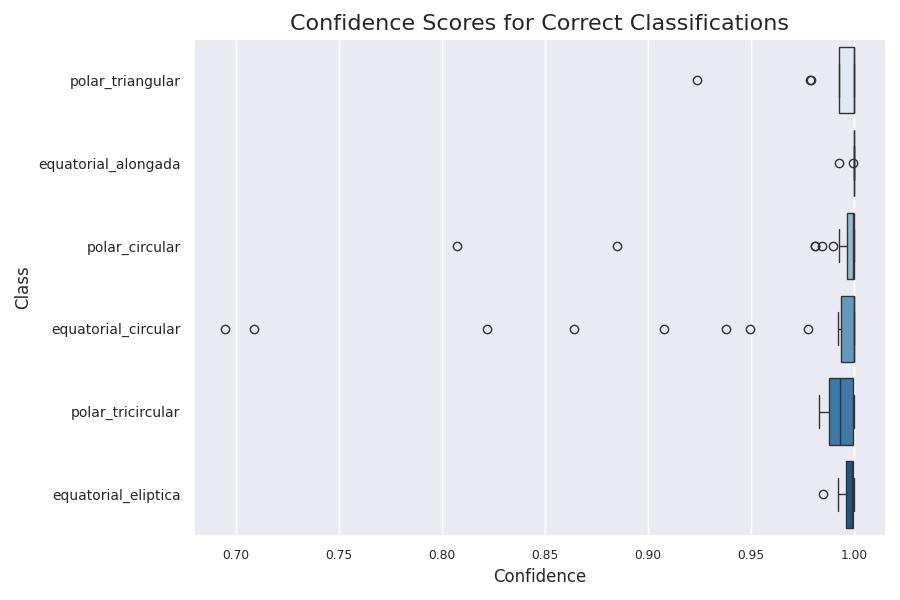 Confidence Scores for Correct Classifications
polar_triangular
equatorial_alongada
polar_circular
equatorial_circular
polar_tricircular
equatorial_eliptica
Class
0.70 0.75 0.80 0.85 0.90 0.95 1.00
Confidence